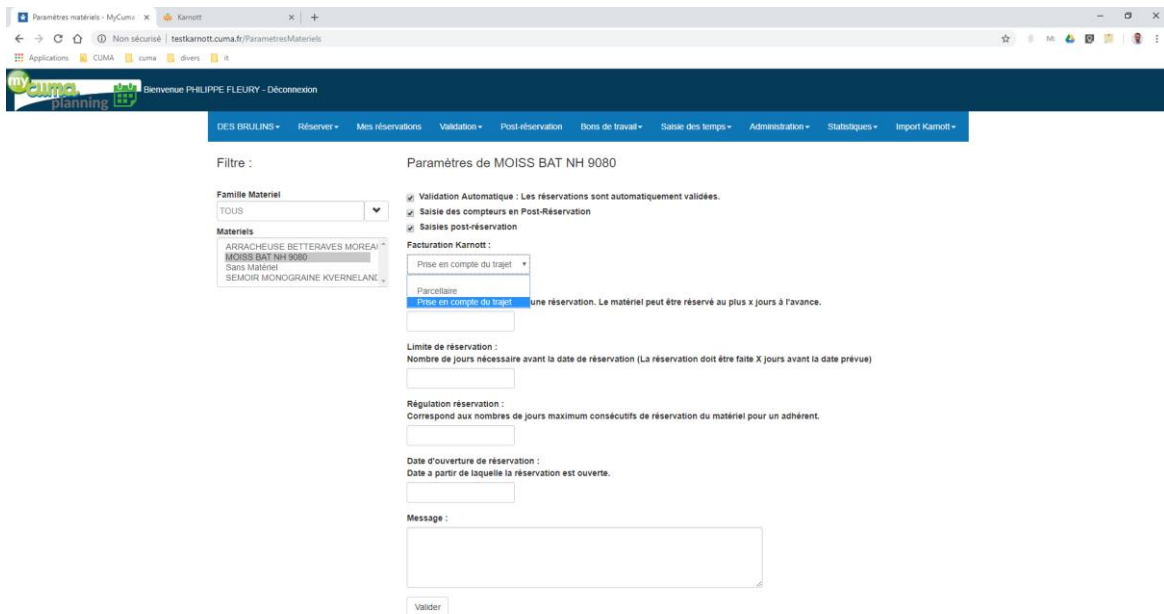 Paramètres matériels - MyCuma
Karnott
Non sécurisé | testkarnott.cuma.fr/ParametresMateriels
Applications CUMA cuma divers it
my cuma planning
Bienvenue PHILIPPE FLEURY - Déconnexion
DES BRULINS Réserver Mes réservations Validation Post-réservation Bons de travail Saisie des temps Administration Statistiques Import Karnott
Filtre :
Famille Materiel
TOUS
Materiels
ARRACHEUSE BETTERAVES MOREAU
MOISS BAT NH 9080
Sans Matériel
SEMOIR MONOGRAINE KVERNELAND
Paramètres de MOISS BAT NH 9080
Validation Automatique : Les réservations sont automatiquement validées.
Saisie des compteurs en Post-Réservation
Saisies post-réservation
Facturation Karnott :
Prise en compte du trajet
Parcellaire
Prise en compte du trajet
une réservation. Le matériel peut être réservé au plus x jours à l'avance.
Limite de réservation :
Nombre de jours nécessaire avant la date de réservation (La réservation doit être faite X jours avant la date prévue)
Régulation réservation :
Correspond aux nombres de jours maximum consécutifs de réservation du matériel pour un adhérent.
Date d'ouverture de réservation :
Date a partir de laquelle la réservation est ouverte.
Message :
Valider